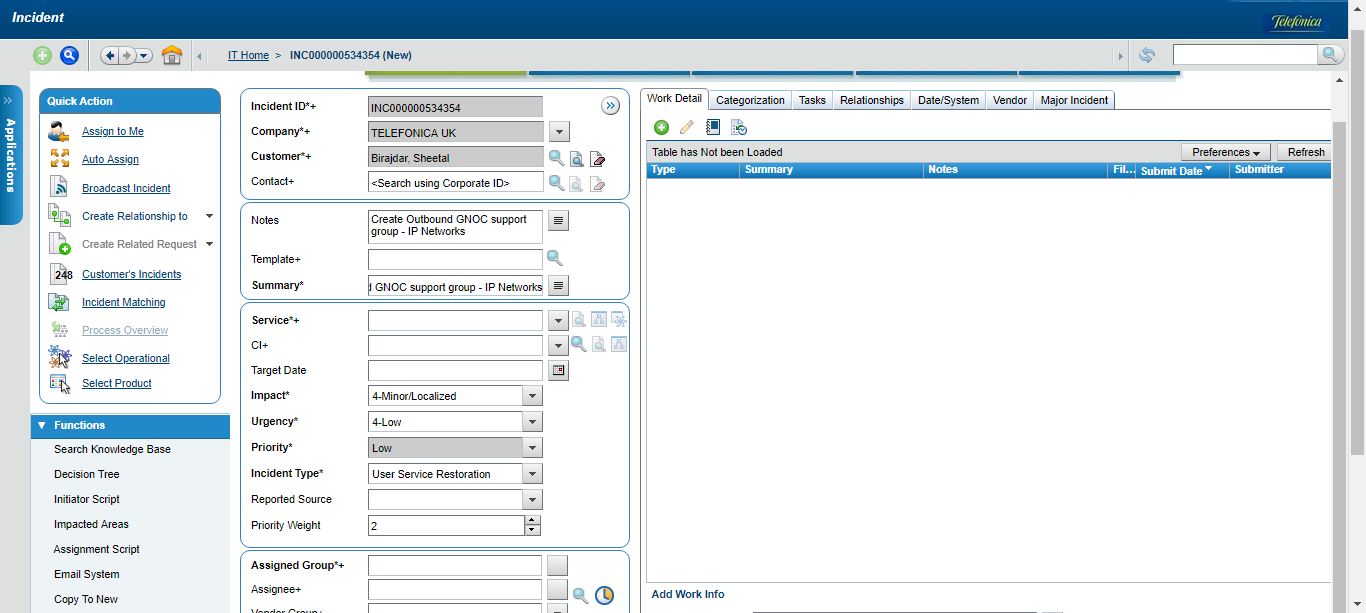 Incident
Telefónica
IT Home > INC000000534354 (New)
Applications
Quick Action
Assign to Me
Auto Assign
Broadcast Incident
Create Relationship to
Create Related Request
248 Customer's Incidents
Incident Matching
Process Overview
Select Operational
Select Product
Functions
Search Knowledge Base
Decision Tree
Initiator Script
Impacted Areas
Assignment Script
Email System
Copy To New
Incident ID*+ INC000000534354
Company*+ TELEFONICA UK
Customer*+ Birajdar, Sheetal
Contact+ <Search using Corporate ID>
Notes Create Outbound GNOC support
group - IP Networks
Template+
Summary* d GNOC support group - IP Networks
Service*+
CI+
Target Date
Impact* 4-Minor/Localized
Urgency* 4-Low
Priority* Low
Incident Type* User Service Restoration
Reported Source
Priority Weight 2
Assigned Group*+
Assignee+
Vendor Group+
Work Detail Categorization Tasks Relationships Date/System Vendor Major Incident
Table has Not been Loaded Preferences Refresh
Type Summary Notes Fil... Submit Date Submitter
Add Work Info